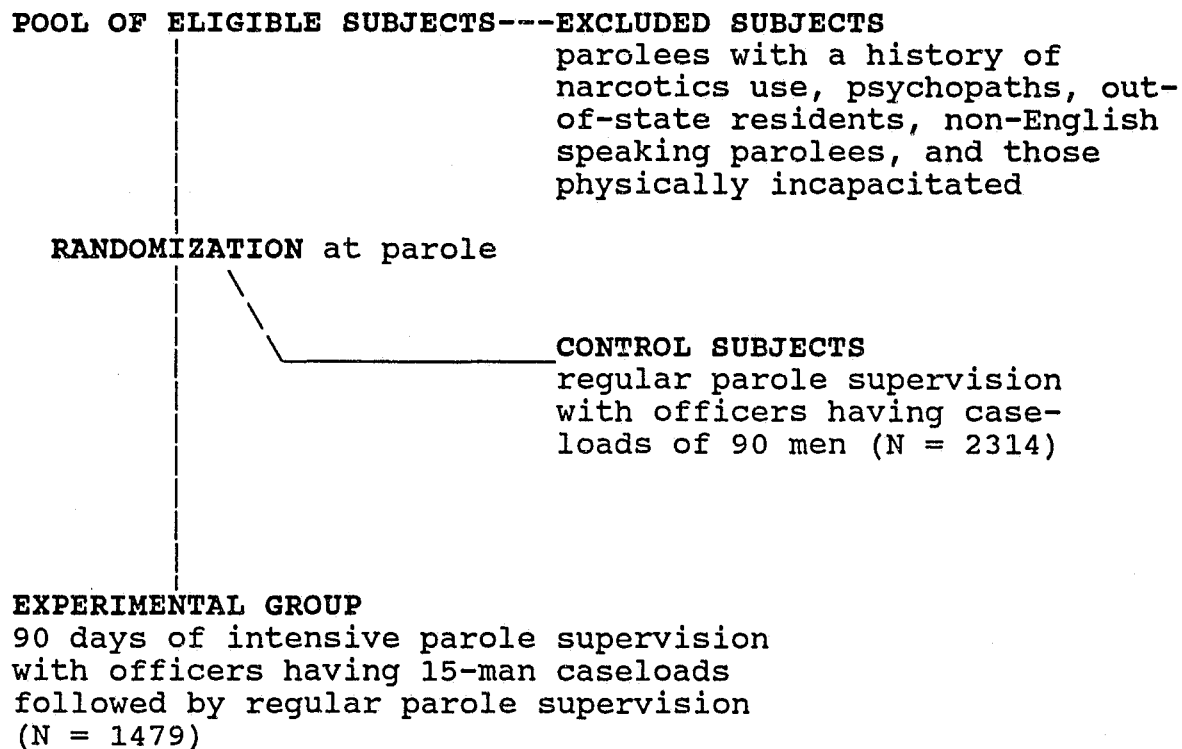 POOL OF ELIGIBLE SUBJECTS---EXCLUDED SUBJECTS
parolees with a history of
narcotics use, psychopaths, out-
of-state residents, non-English
speaking parolees, and those
physically incapacitated
RANDOMIZATION at parole
CONTROL SUBJECTS
regular parole supervision
with officers having case-
loads of 90 men (N = 2314)
EXPERIMENTAL GROUP
90 days of intensive parole supervision
with officers having 15-man caseloads
followed by regular parole supervision
(N = 1479)